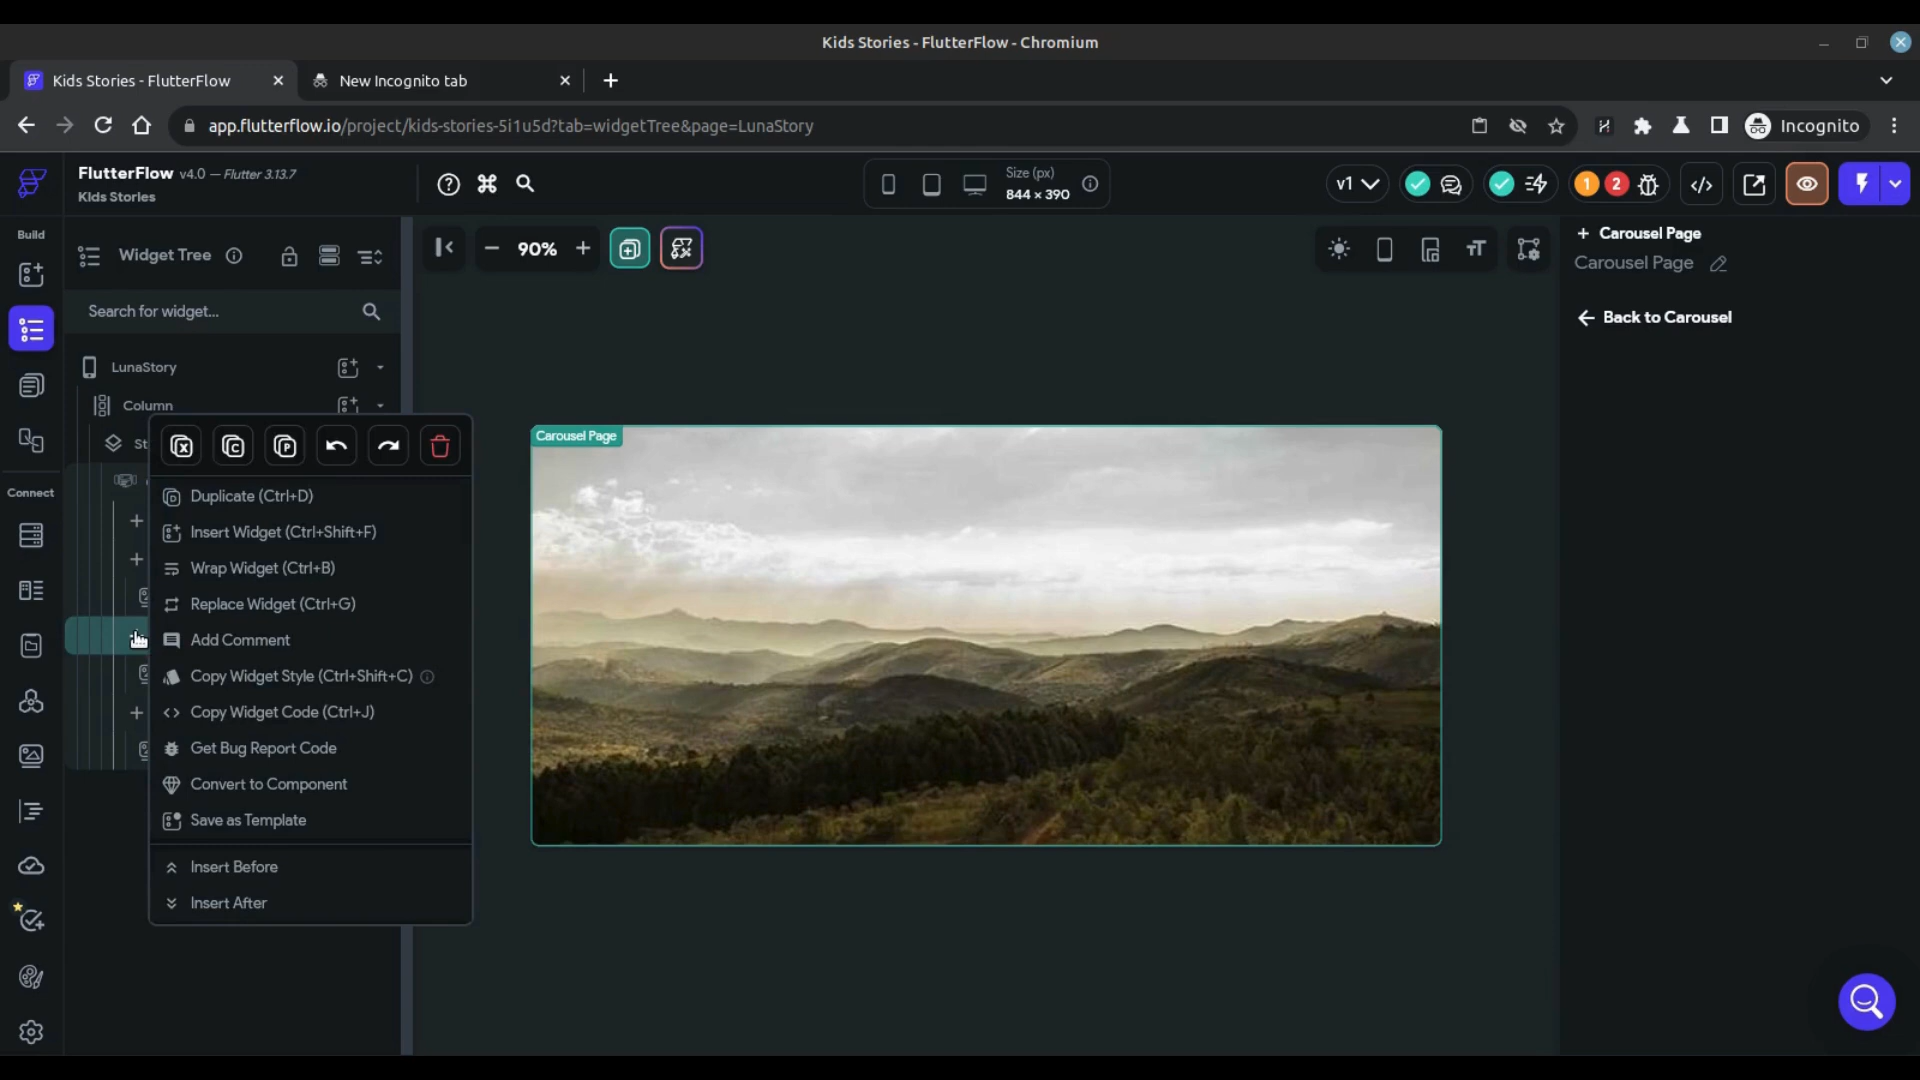 Kids Stories - FlutterFlow - Chromium
Kids Stories - FlutterFlow
New Incognito tab
app.flutterflow.io/project/kids-stories-5i1u5d?tab=widgetTree&page=LunaStory
Incognito
FlutterFlow v4.0 — Flutter 3.13.7
Kids Stories
Size (px)
844 × 390
v1
1
2
Build
Widget Tree
90%
+ Carousel Page
Carousel Page
Search for widget...
Back to Carousel
LunaStory
Column
St
Carousel Page
Connect
Duplicate (Ctrl+D)
Insert Widget (Ctrl+Shift+F)
Wrap Widget (Ctrl+B)
Replace Widget (Ctrl+G)
Add Comment
Copy Widget Style (Ctrl+Shift+C)
Copy Widget Code (Ctrl+J)
Get Bug Report Code
Convert to Component
Save as Template
Insert Before
Insert After